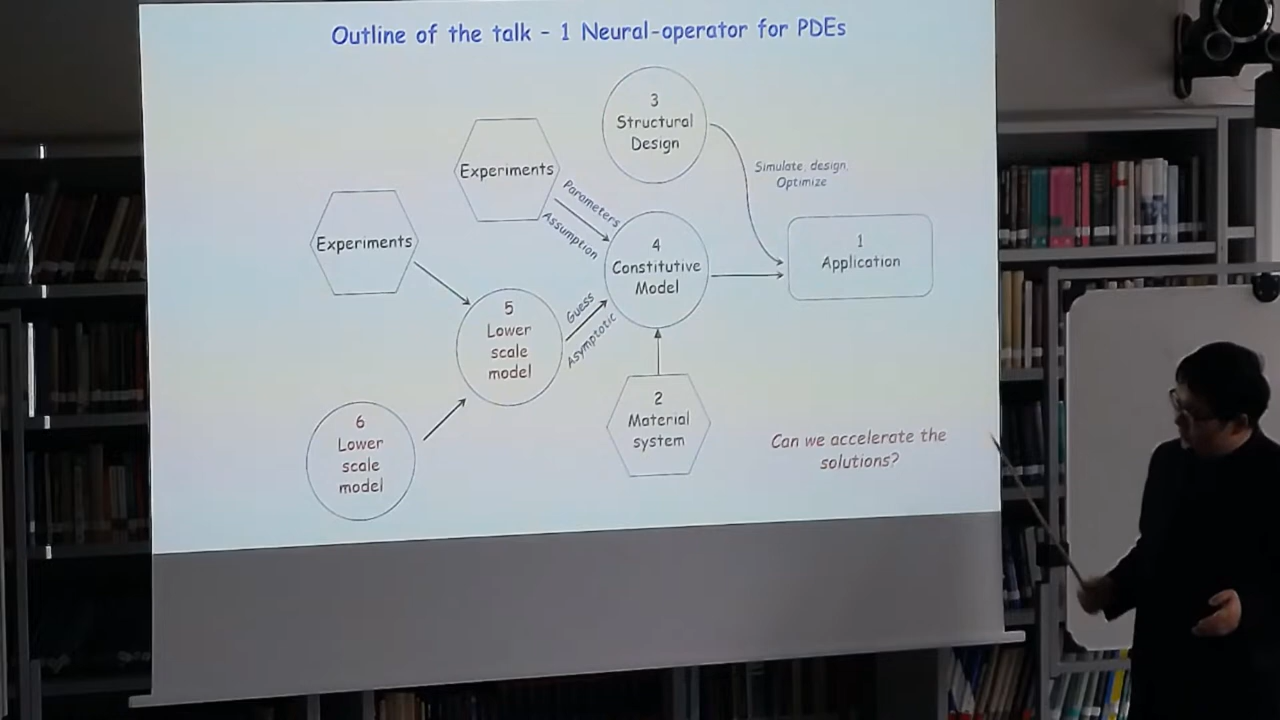 Outline of the talk - 1 Neural-operator for PDEs
3
Structural
Design
Experiments
Parameters
Assumption
Simulate, design,
Optimize
Experiments
4
Constitutive
Model
1
Application
5
Lower
scale
model
Guess
Asymptotic
6
Lower
scale
model
2
Material
system
Can we accelerate the
solutions?